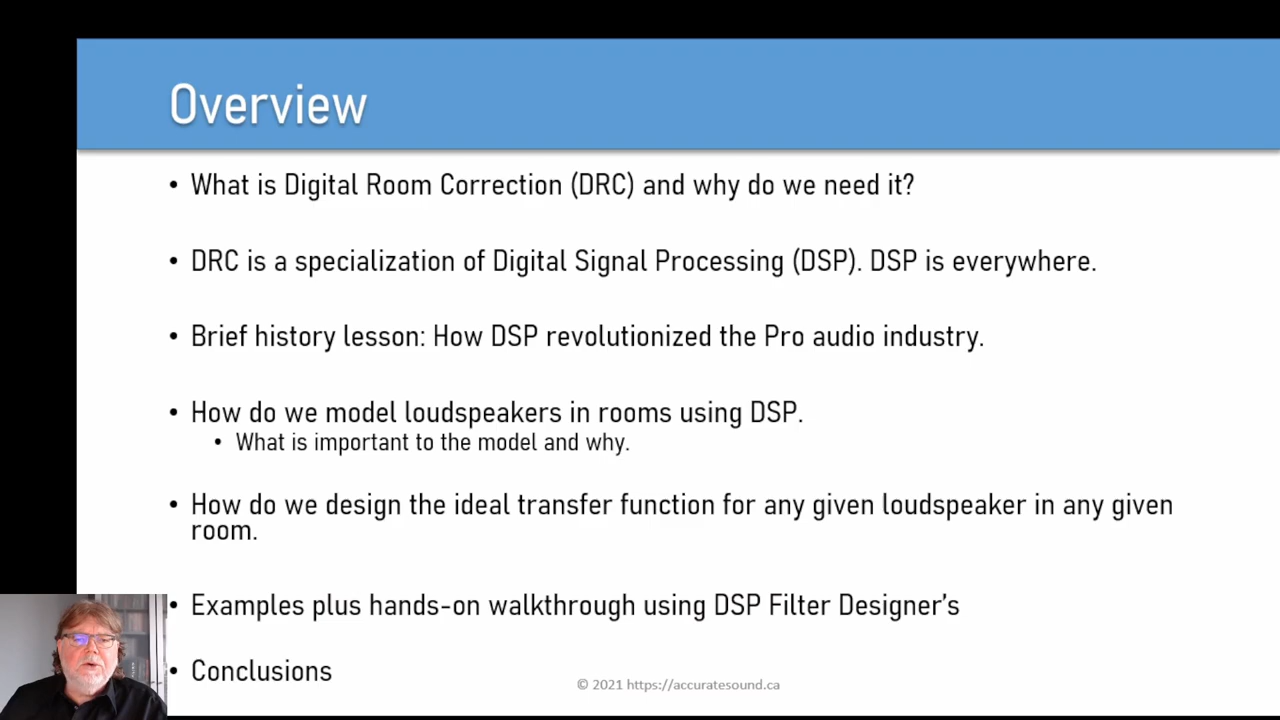 Overview
• What is Digital Room Correction (DRC) and why do we need it?
• DRC is a specialization of Digital Signal Processing (DSP). DSP is everywhere.
• Brief history lesson: How DSP revolutionized the Pro audio industry.
• How do we model loudspeakers in rooms using DSP.
• What is important to the model and why.
• How do we design the ideal transfer function for any given loudspeaker in any given
room.
• Examples plus hands-on walkthrough using DSP Filter Designer's
• Conclusions
© 2021 https://accuratesound.ca